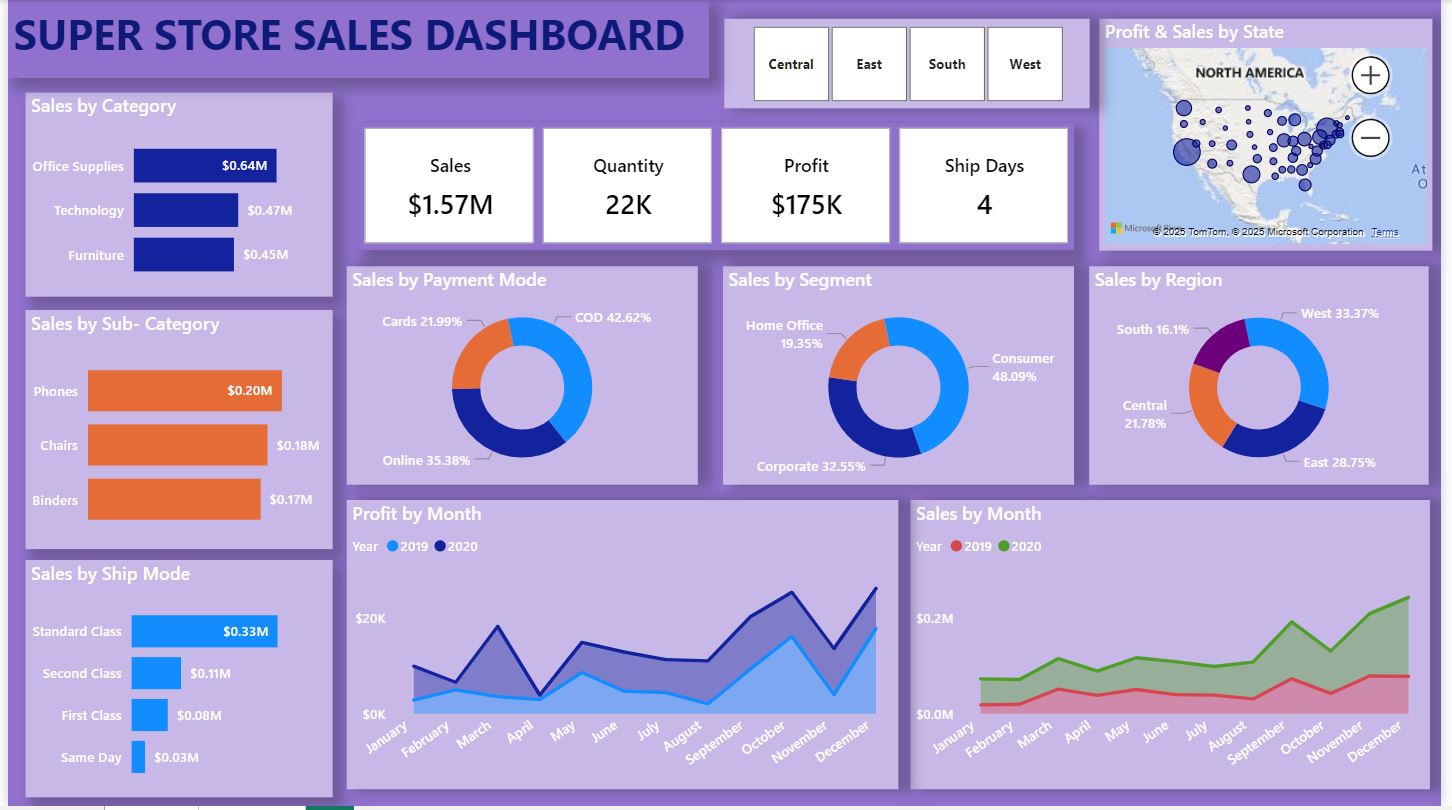 SUPER STORE SALES DASHBOARD
Central
East
South
West
Profit & Sales by State
NORTH AMERICA
At
O
© 2025 TomTom, © 2025 Microsoft Corporation Terms
Sales by Category
Office Supplies
$0.64M
Technology
$0.47M
Furniture
$0.45M
Sales
$1.57M
Quantity
22K
Profit
$175K
Ship Days
4
Sales by Sub- Category
Phones
$0.20M
Chairs
$0.18M
Binders
$0.17M
Sales by Payment Mode
Cards 21.99%
COD 42.62%
Online 35.38%
Sales by Segment
Home Office
19.35%
Consumer
48.09%
Corporate 32.55%
Sales by Region
West 33.37%
South 16.1%
Central
21.78%
East 28.75%
Sales by Ship Mode
Standard Class
$0.33M
Second Class
$0.11M
First Class
$0.08M
Same Day
$0.03M
Profit by Month
Year 2019 2020
$20K
$0K
January
February
March
April
May
June
July
August
September
October
November
December
Sales by Month
Year 2019 2020
$0.2M
$0.0M
January
February
March
April
May
June
July
August
September
October
November
December